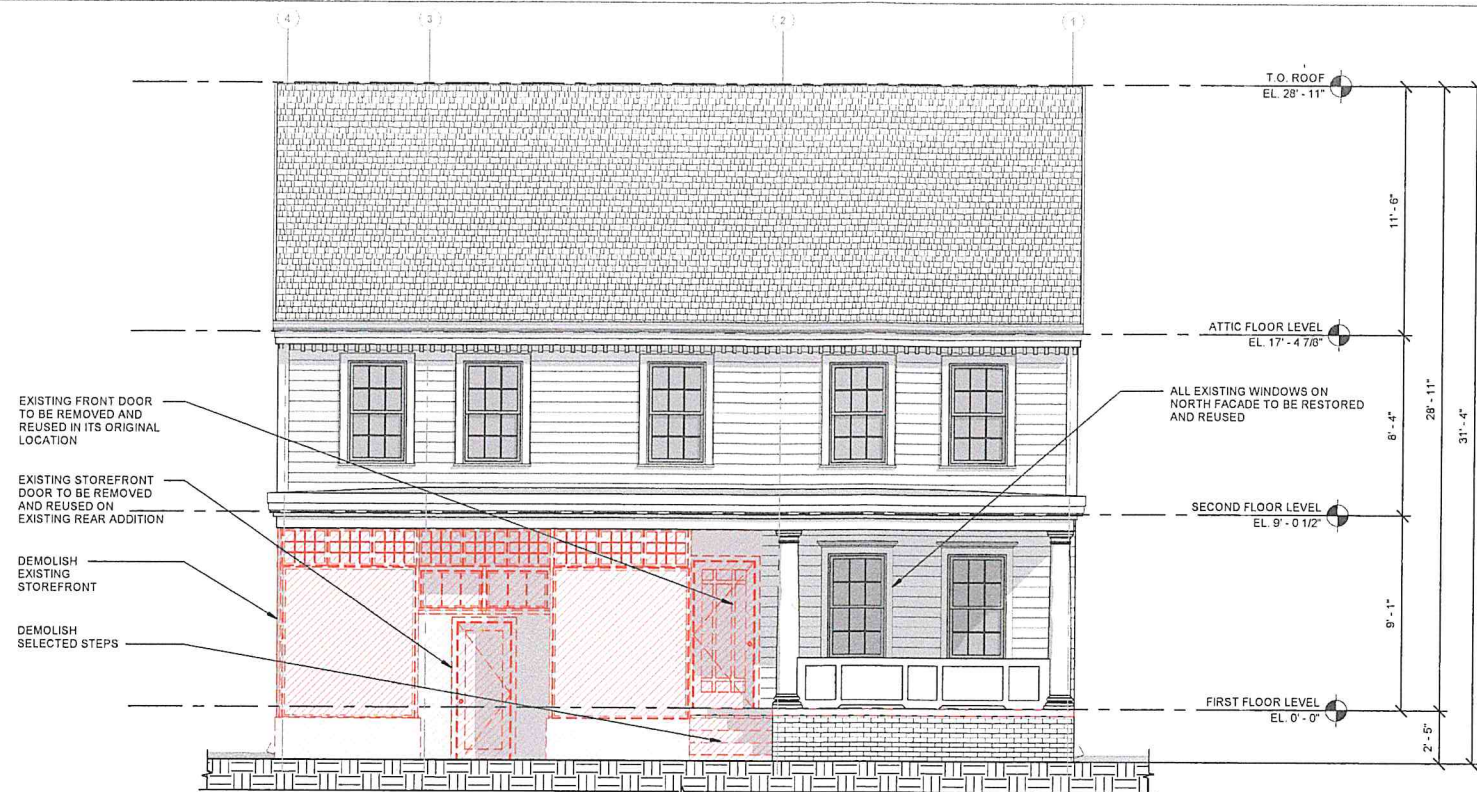 4
3
2
1
T.O. ROOF
EL. 28' - 11"
11' - 6"
28' - 11"
31' - 4"
ATTIC FLOOR LEVEL
EL. 17' - 4 7/8"
8' - 4"
EXISTING FRONT DOOR
TO BE REMOVED AND
REUSED IN ITS ORIGINAL
LOCATION
ALL EXISTING WINDOWS ON
NORTH FACADE TO BE RESTORED
AND REUSED
EXISTING STOREFRONT
DOOR TO BE REMOVED
AND REUSED ON
EXISTING REAR ADDITION
SECOND FLOOR LEVEL
EL. 9' - 0 1/2"
DEMOLISH
EXISTING
STOREFRONT
9' - 1"
DEMOLISH
SELECTED STEPS
FIRST FLOOR LEVEL
EL. 0' - 0"
2' - 5"